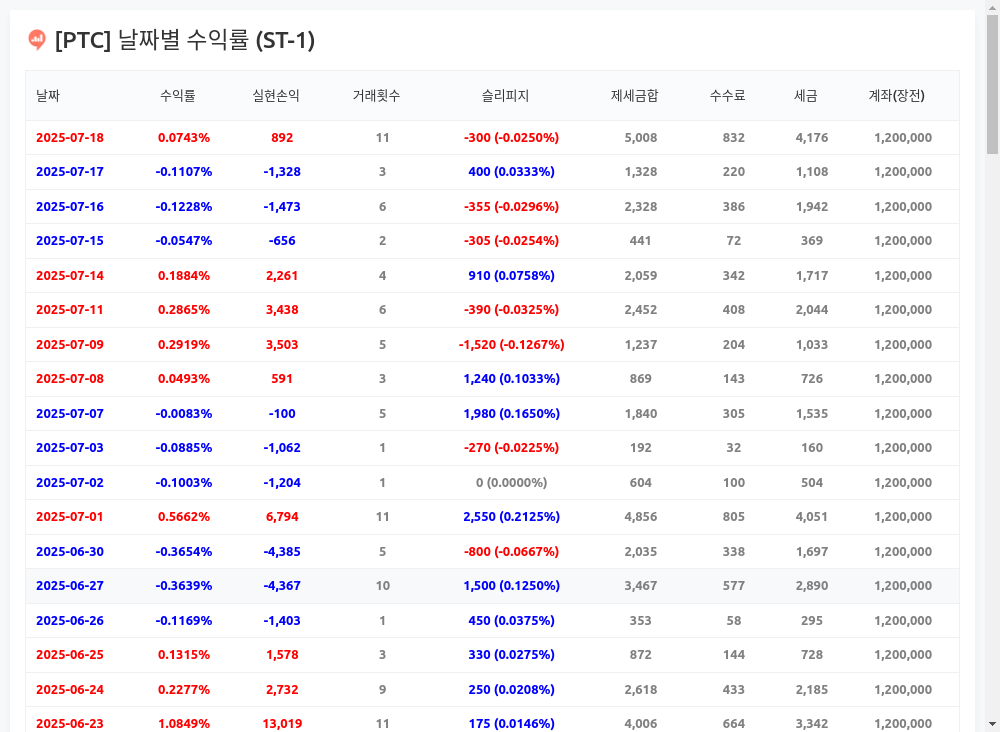 [PTC] 날짜별 수익률 (ST-1)
날짜 수익률 실현손익 거래횟수 슬리피지 제세금합 수수료 세금 계좌(장전)
2025-07-18 0.0743% 892 11 -300 (-0.0250%) 5,008 832 4,176 1,200,000
2025-07-17 -0.1107% -1,328 3 400 (0.0333%) 1,328 220 1,108 1,200,000
2025-07-16 -0.1228% -1,473 6 -355 (-0.0296%) 2,328 386 1,942 1,200,000
2025-07-15 -0.0547% -656 2 -305 (-0.0254%) 441 72 369 1,200,000
2025-07-14 0.1884% 2,261 4 910 (0.0758%) 2,059 342 1,717 1,200,000
2025-07-11 0.2865% 3,438 6 -390 (-0.0325%) 2,452 408 2,044 1,200,000
2025-07-09 0.2919% 3,503 5 -1,520 (-0.1267%) 1,237 204 1,033 1,200,000
2025-07-08 0.0493% 591 3 1,240 (0.1033%) 869 143 726 1,200,000
2025-07-07 -0.0083% -100 5 1,980 (0.1650%) 1,840 305 1,535 1,200,000
2025-07-03 -0.0885% -1,062 1 -270 (-0.0225%) 192 32 160 1,200,000
2025-07-02 -0.1003% -1,204 1 0 (0.0000%) 604 100 504 1,200,000
2025-07-01 0.5662% 6,794 11 2,550 (0.2125%) 4,856 805 4,051 1,200,000
2025-06-30 -0.3654% -4,385 5 -800 (-0.0667%) 2,035 338 1,697 1,200,000
2025-06-27 -0.3639% -4,367 10 1,500 (0.1250%) 3,467 577 2,890 1,200,000
2025-06-26 -0.1169% -1,403 1 450 (0.0375%) 353 58 295 1,200,000
2025-06-25 0.1315% 1,578 3 330 (0.0275%) 872 144 728 1,200,000
2025-06-24 0.2277% 2,732 9 250 (0.0208%) 2,618 433 2,185 1,200,000
2025-06-23 1.0849% 13,019 11 175 (0.0146%) 4,006 664 3,342 1,200,000